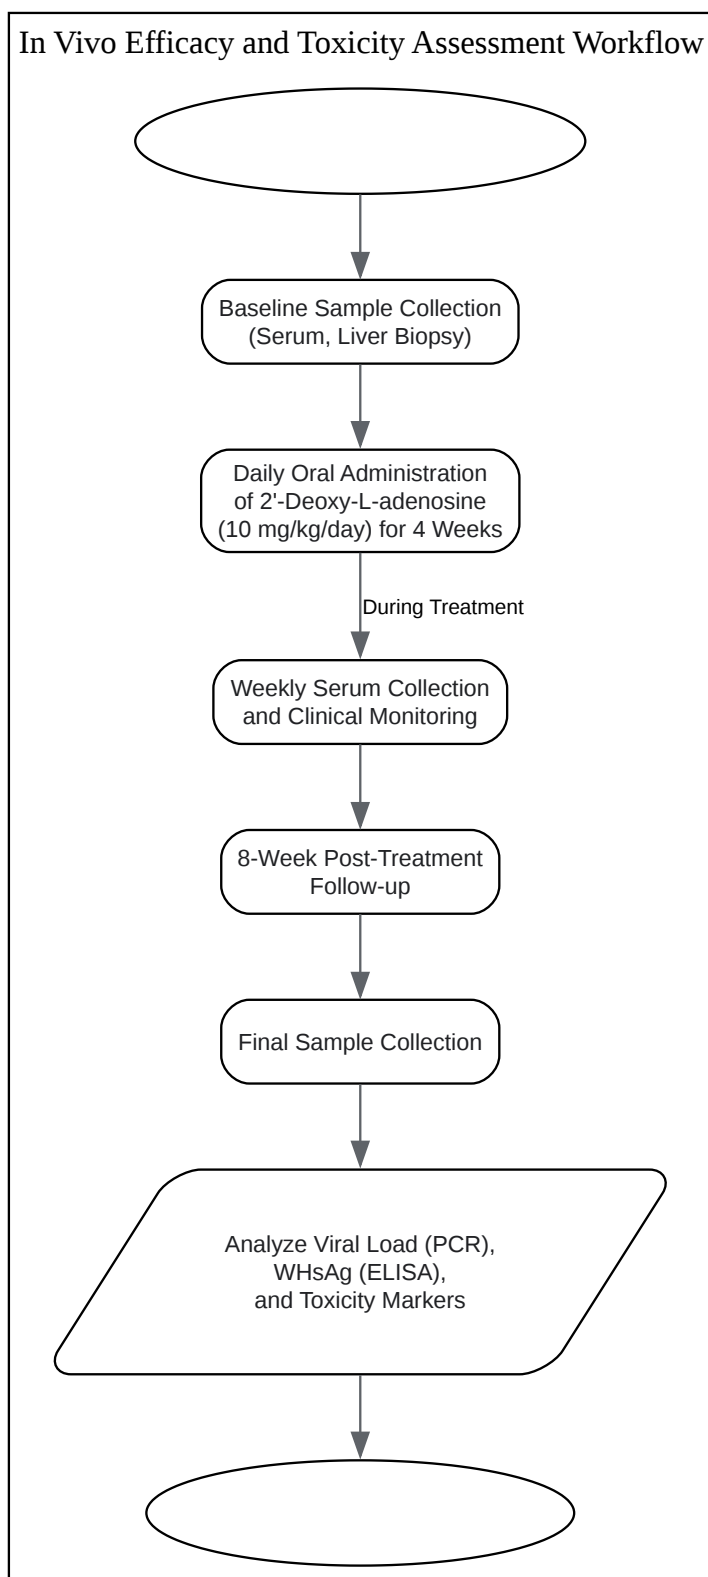 In Vivo Efficacy and Toxicity Assessment Workflow
Baseline Sample Collection
(Serum, Liver Biopsy)
Daily Oral Administration
of 2'-Deoxy-L-adenosine
(10 mg/kg/day) for 4 Weeks
During Treatment
Weekly Serum Collection
and Clinical Monitoring
8-Week Post-Treatment
Follow-up
Final Sample Collection
Analyze Viral Load (PCR),
WHsAg (ELISA),
and Toxicity Markers